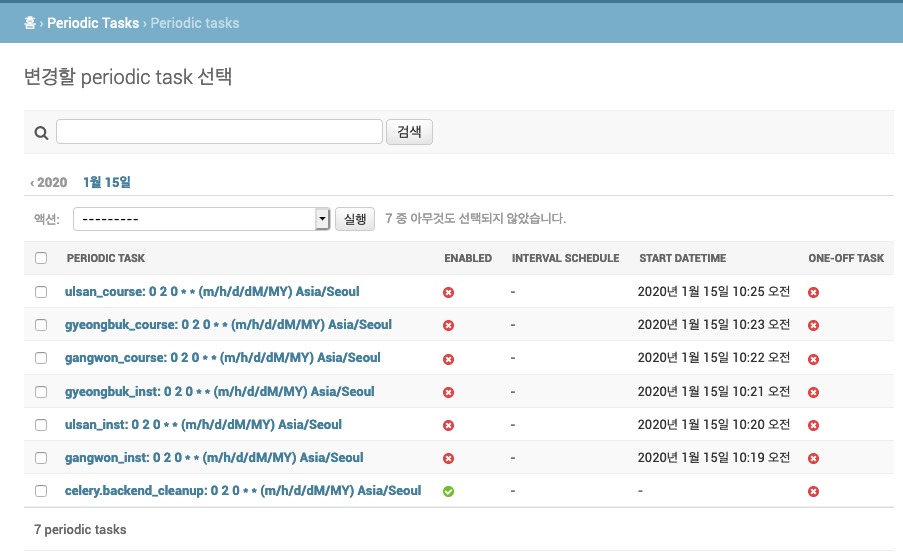 홈 › Periodic Tasks › Periodic tasks
변경할 periodic task 선택
검색
‹ 2020 1월 15일
액션: --------- 실행 7 중 아무것도 선택되지 않았습니다.
PERIODIC TASK ENABLED INTERVAL SCHEDULE START DATETIME ONE-OFF TASK
ulsan_course: 0 2 0 * * (m/h/d/dM/MY) Asia/Seoul - 2020년 1월 15일 10:25 오전
gyeongbuk_course: 0 2 0 * * (m/h/d/dM/MY) Asia/Seoul - 2020년 1월 15일 10:23 오전
gangwon_course: 0 2 0 * * (m/h/d/dM/MY) Asia/Seoul - 2020년 1월 15일 10:22 오전
gyeongbuk_inst: 0 2 0 * * (m/h/d/dM/MY) Asia/Seoul - 2020년 1월 15일 10:21 오전
ulsan_inst: 0 2 0 * * (m/h/d/dM/MY) Asia/Seoul - 2020년 1월 15일 10:20 오전
gangwon_inst: 0 2 0 * * (m/h/d/dM/MY) Asia/Seoul - 2020년 1월 15일 10:19 오전
celery.backend_cleanup: 0 2 0 * * (m/h/d/dM/MY) Asia/Seoul - -
7 periodic tasks